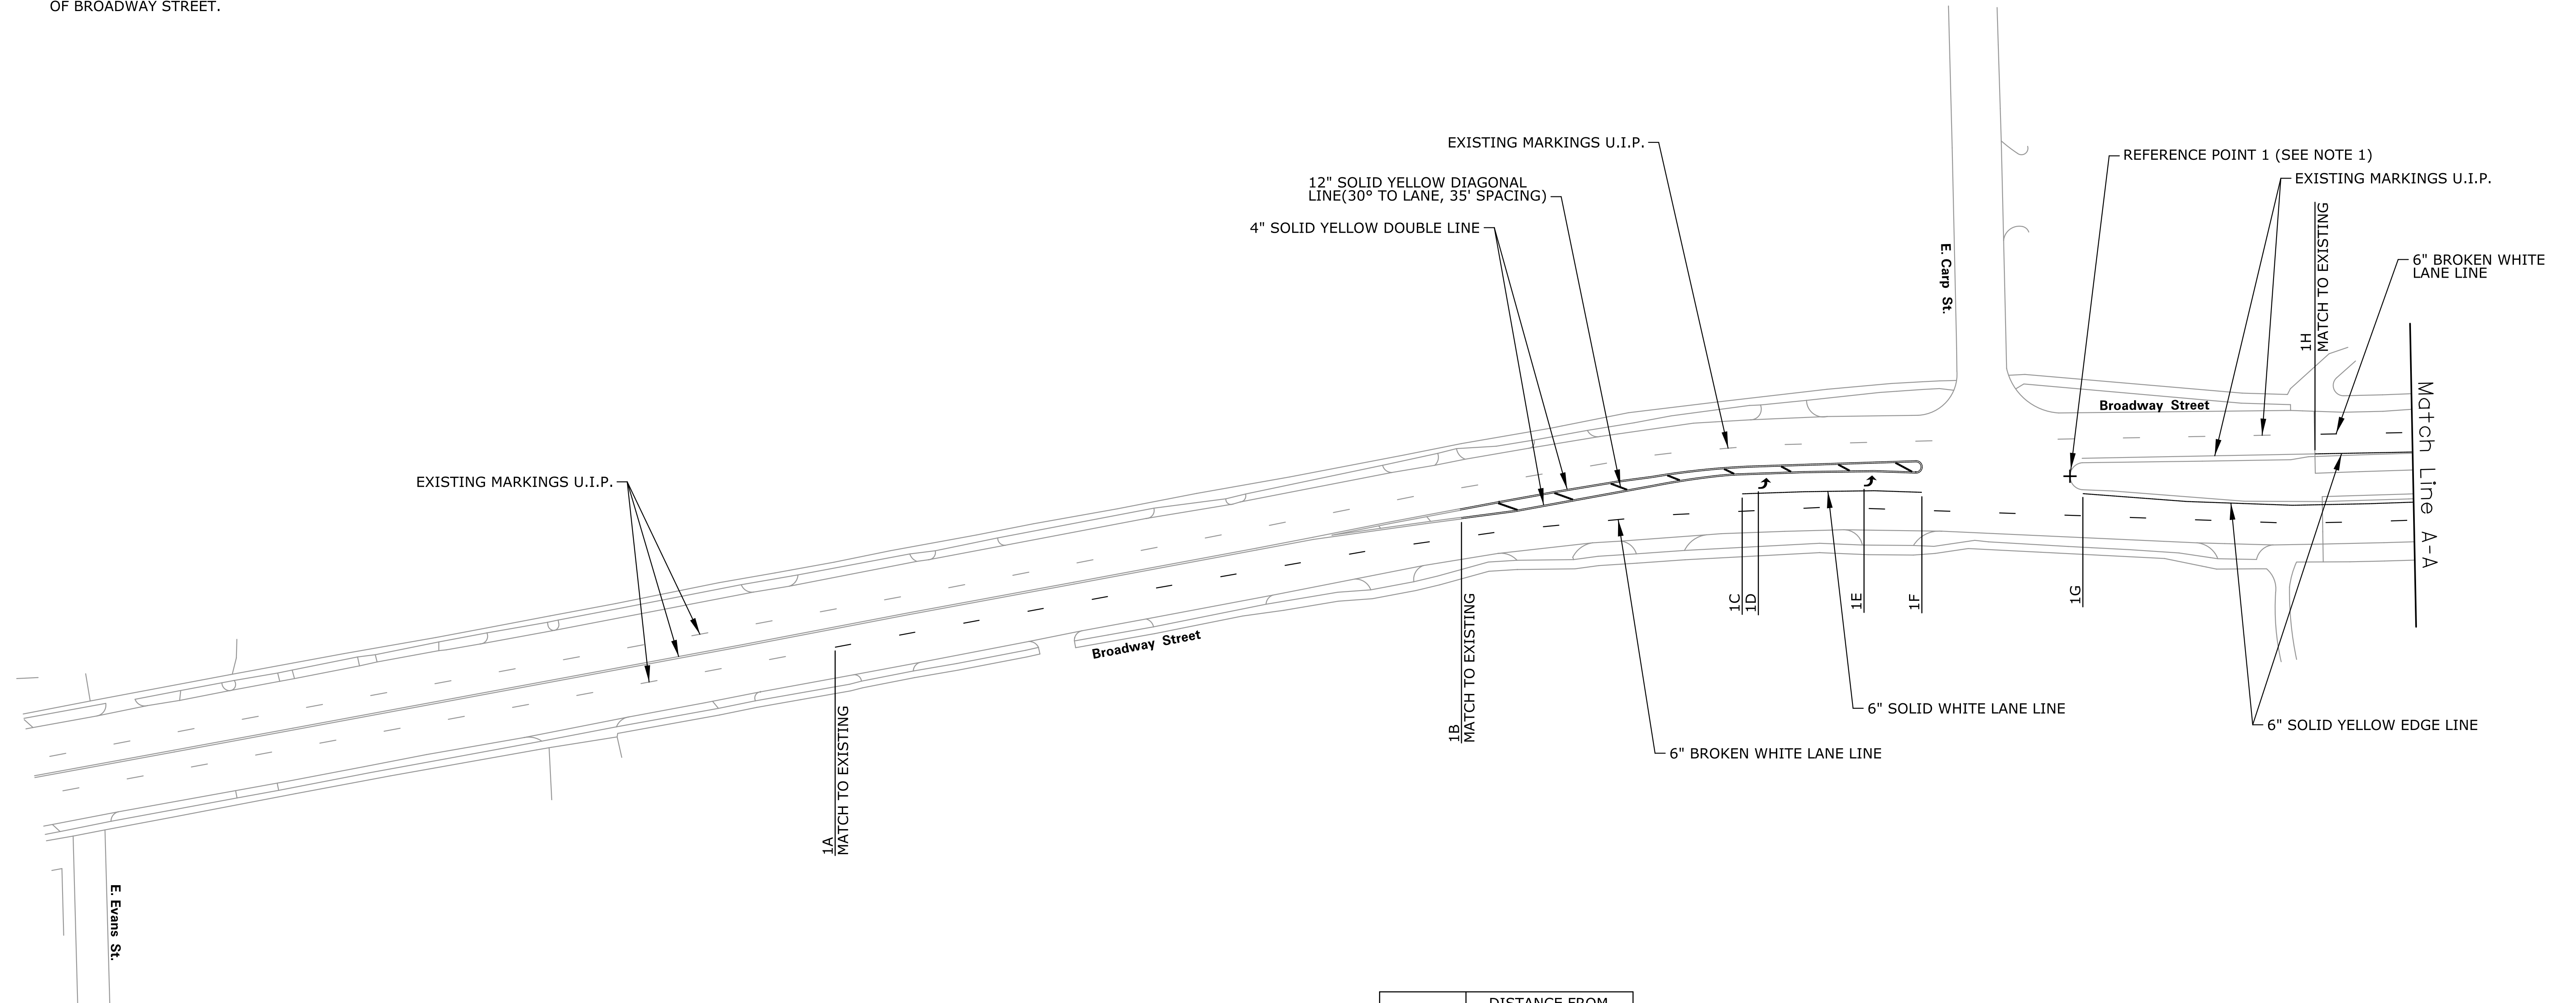 OF BROADWAY STREET.
EXISTING MARKINGS U.I.P.
REFERENCE POINT 1 (SEE NOTE 1)
12" SOLID YELLOW DIAGONAL
LINE(30° TO LANE, 35' SPACING)
EXISTING MARKINGS U.I.P.
4" SOLID YELLOW DOUBLE LINE
E. Carp St.
1H
MATCH TO EXISTING
6" BROKEN WHITE
LANE LINE
Broadway Street
Match Line A-A
EXISTING MARKINGS U.I.P.
1C
1D
1E
1F
1G
Broadway Street
1B
MATCH TO EXISTING
6" SOLID WHITE LANE LINE
6" SOLID YELLOW EDGE LINE
6" BROKEN WHITE LANE LINE
1A
MATCH TO EXISTING
E. Evans St.
DISTANCE FROM